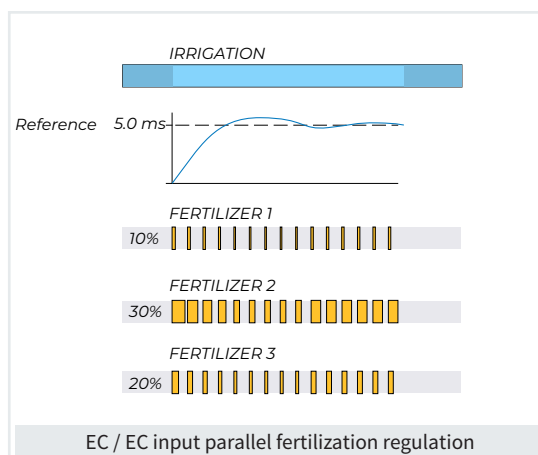 IRRIGATION
Reference 5.0 ms
FERTILIZER 1
10%
FERTILIZER 2
30%
FERTILIZER 3
20%
EC / EC input parallel fertilization regulation